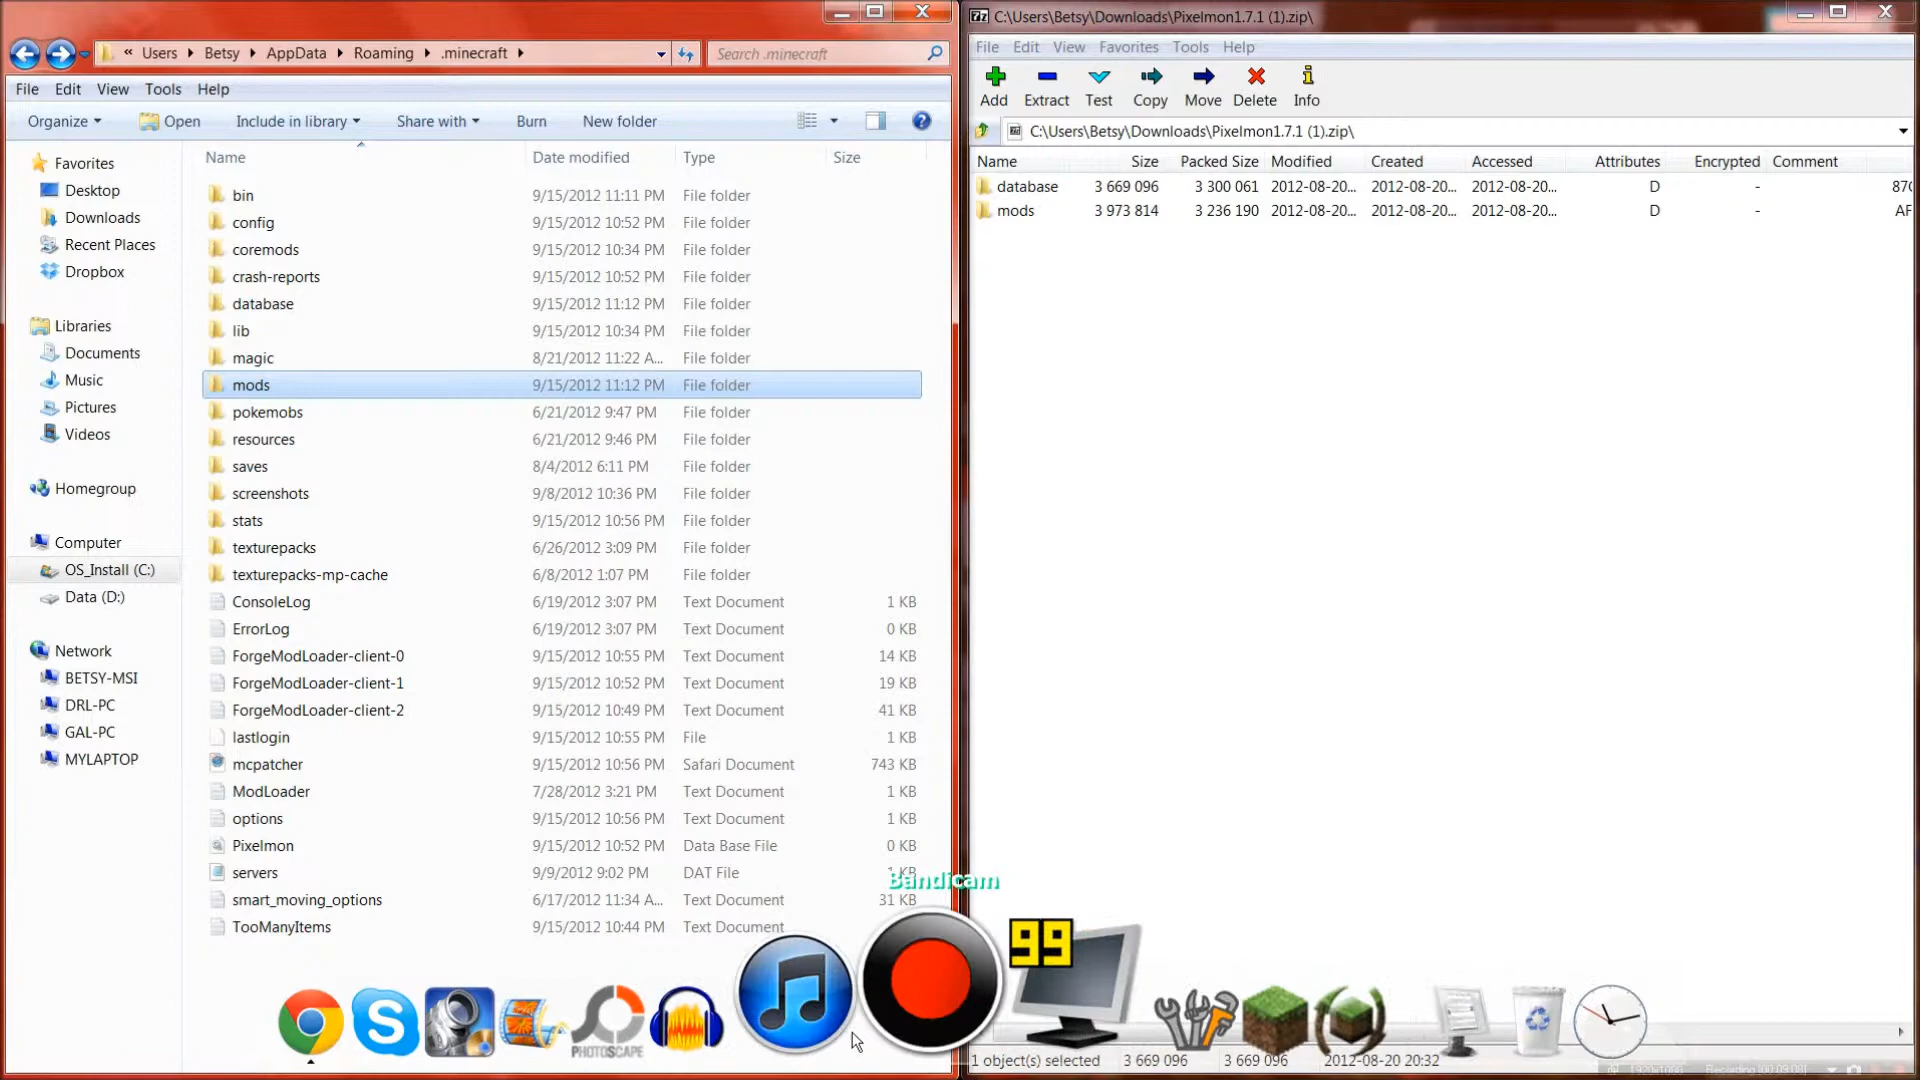 « Users Betsy AppData Roaming .minecraft
Search .minecraft
File Edit View Tools Help
Organize Open Include in library Share with Burn New folder
Name Date modified Type Size
Favorites
Desktop
Downloads
Recent Places
Dropbox
Libraries
Documents
Music
Pictures
Videos
Homegroup
Computer
OS_Install (C:)
Data (D:)
Network
BETSY-MSI
DRL-PC
GAL-PC
MYLAPTOP
bin 9/15/2012 11:11 PM File folder
config 9/15/2012 10:52 PM File folder
coremods 9/15/2012 10:34 PM File folder
crash-reports 9/15/2012 10:52 PM File folder
database 9/15/2012 11:12 PM File folder
lib 9/15/2012 10:34 PM File folder
magic 8/21/2012 11:22 A... File folder
mods 9/15/2012 11:12 PM File folder
pokemobs 6/21/2012 9:47 PM File folder
resources 6/21/2012 9:46 PM File folder
saves 8/4/2012 6:11 PM File folder
screenshots 9/8/2012 10:36 PM File folder
stats 9/15/2012 10:56 PM File folder
texturepacks 6/26/2012 3:09 PM File folder
texturepacks-mp-cache 6/8/2012 1:07 PM File folder
ConsoleLog 6/19/2012 3:07 PM Text Document 1 KB
ErrorLog 6/19/2012 3:07 PM Text Document 0 KB
ForgeModLoader-client-0 9/15/2012 10:55 PM Text Document 14 KB
ForgeModLoader-client-1 9/15/2012 10:52 PM Text Document 19 KB
ForgeModLoader-client-2 9/15/2012 10:49 PM Text Document 41 KB
lastlogin 9/15/2012 10:55 PM File 1 KB
mcpatcher 9/15/2012 10:56 PM Safari Document 743 KB
ModLoader 7/28/2012 3:21 PM Text Document 1 KB
options 9/15/2012 10:56 PM Text Document 1 KB
Pixelmon 9/15/2012 10:52 PM Data Base File 0 KB
servers 9/9/2012 9:02 PM DAT File 1 KB
smart_moving_options 6/17/2012 11:34 A... Text Document 31 KB
TooManyItems 9/15/2012 10:44 PM Text Document
C:\Users\Betsy\Downloads\Pixelmon1.7.1 (1).zip\
File Edit View Favorites Tools Help
Add Extract Test Copy Move Delete Info
C:\Users\Betsy\Downloads\Pixelmon1.7.1 (1).zip\
Name Size Packed Size Modified Created Accessed Attributes Encrypted Comment
database 3 669 096 3 300 061 2012-08-20... 2012-08-20... 2012-08-20... D -
mods 3 973 814 3 236 190 2012-08-20... 2012-08-20... 2012-08-20... D - AF
Bandicam
99
PHOTOSCAPE
1 object(s) selected 3 669 096 3 669 096 2012-08-20 20:32